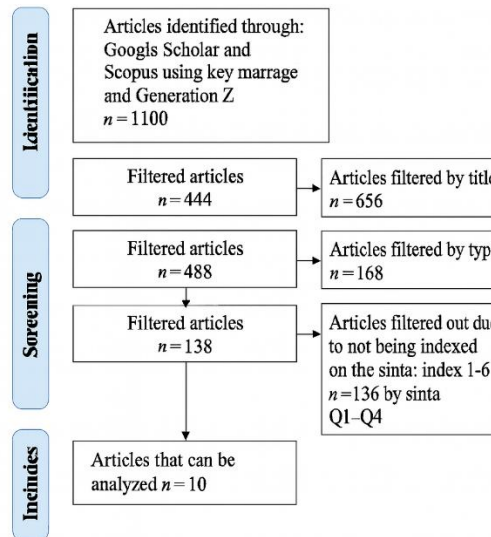 Identilication
Articles identified through:
Googls Scholar and
Scopus using key marrage
and Generation Z
n = 1100
Filtered articles
n = 444
Articles filtered by title
n = 656
Soreening
Filtered articles
n = 488
Articles filtered by typ
n = 168
Filtered articles
n = 138
Articles filtered out due
to not being indexed
on the sinta: index 1-6
n = 136 by sinta
Q1–Q4
Ineindes
Articles that can be
analyzed n = 10